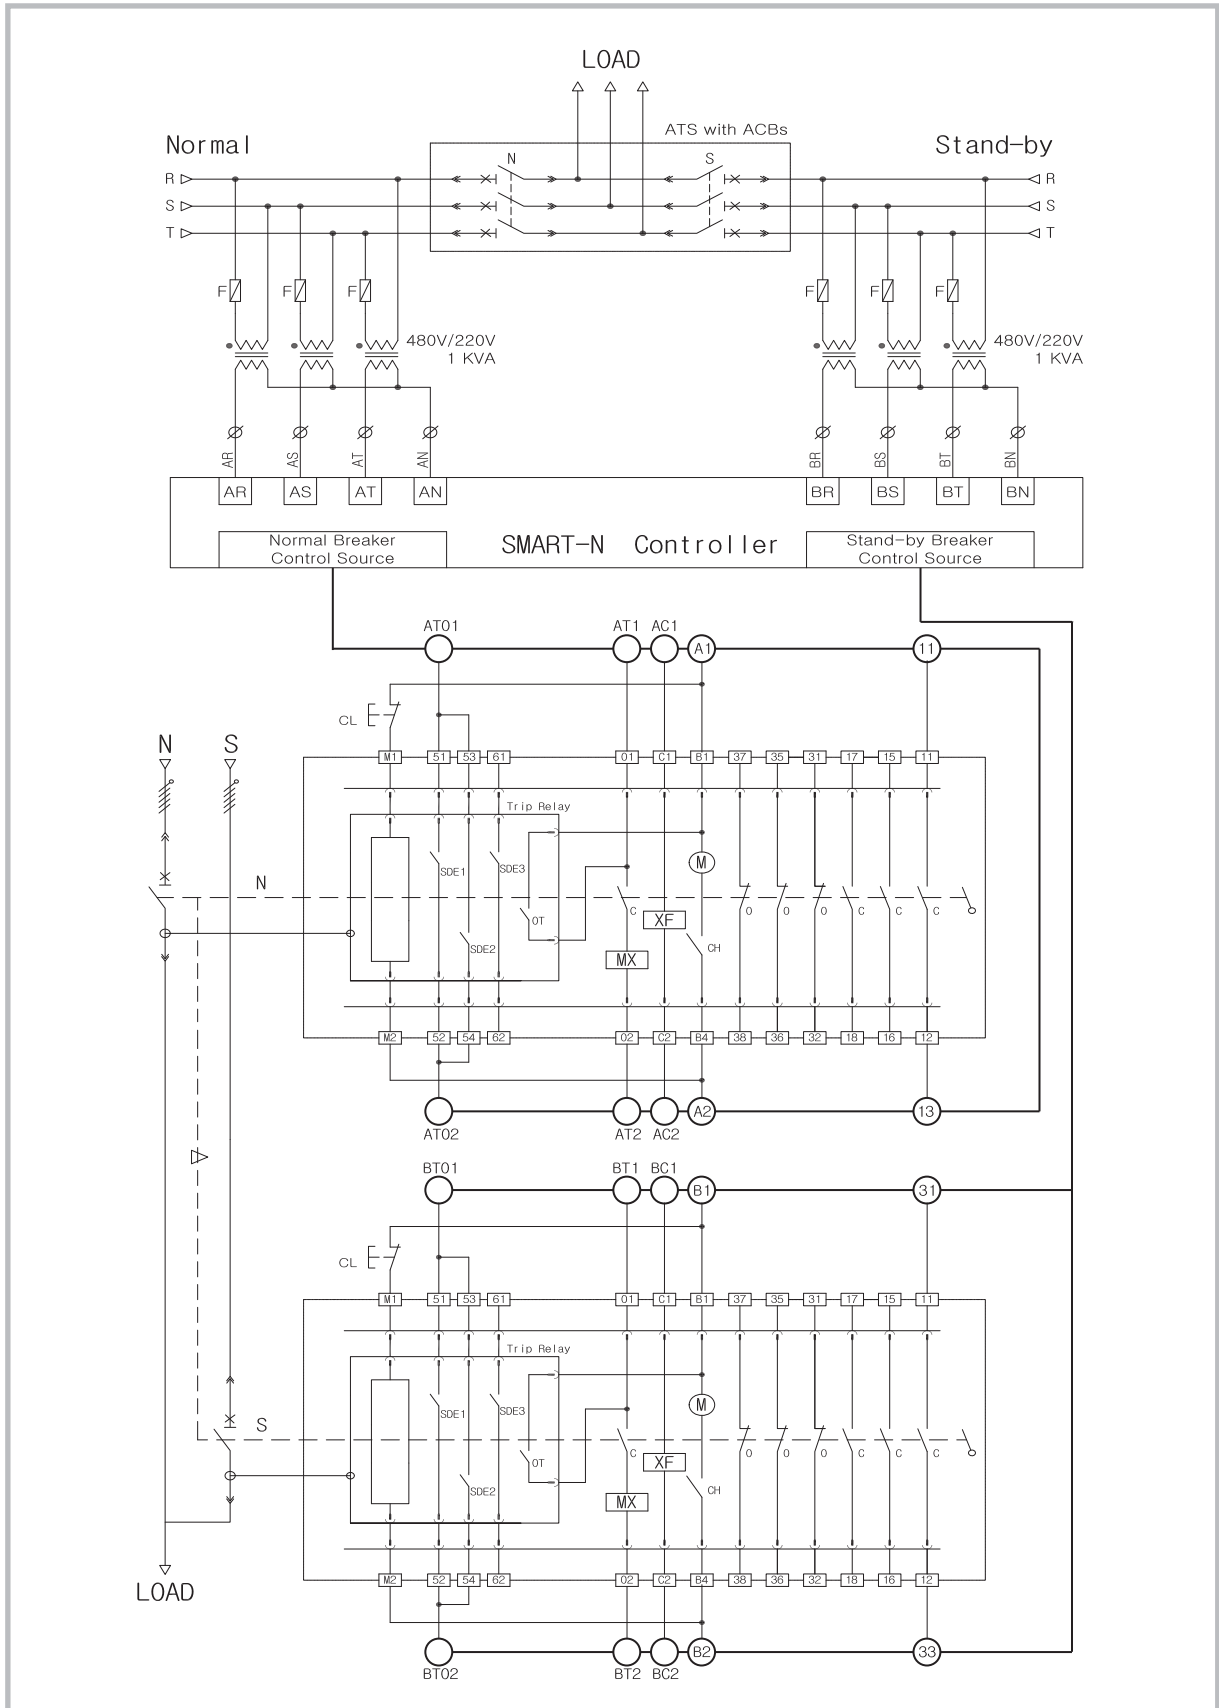 LOAD
ATS with ACBs
Normal
Stand-by
N
S
R
R
S
S
T
T
F
F
F
F
F
F
480V/220V
1 KVA
480V/220V
1 KVA
AR
AS
AT
AN
BR
BS
BT
BN
AR
AS
AT
AN
BR
BS
BT
BN
Normal Breaker
Control Source
SMART-N Controller
Stand-by Breaker
Control Source
AT01
AT1
AC1
A1
11
CL
N
S
M1
51
53
61
01
C1
B1
37
35
31
17
15
11
Trip Relay
SDE1
SDE3
M
N
OT
C
XF
O
O
O
C
C
C
SDE2
CH
MX
M2
52
54
62
02
C2
B4
38
36
32
18
16
12
A2
13
AT02
AT2
AC2
BT01
BT1
BC1
B1
31
CL
M1
51
53
61
01
C1
B1
37
35
31
17
15
11
Trip Relay
SDE1
SDE3
M
S
OT
C
XF
O
O
O
C
C
C
SDE2
CH
MX
M2
52
54
62
02
C2
B4
38
36
32
18
16
12
LOAD
B2
33
BT02
BT2
BC2